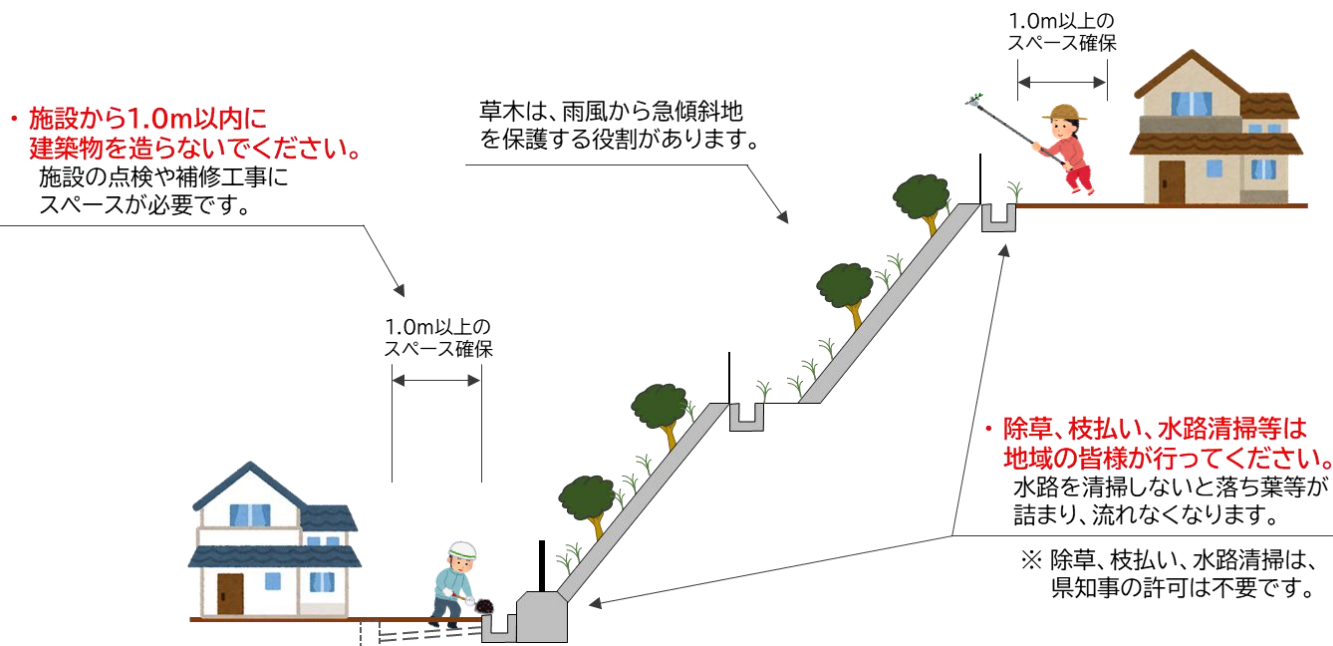 1.0m以上の
スペース確保
・施設から1.0m以内に
建築物を造らないでください。
施設の点検や補修工事に
スペースが必要です。
草木は、雨風から急傾斜地
を保護する役割があります。
1.0m以上の
スペース確保
・除草、枝払い、水路清掃等は
地域の皆様が行ってください。
水路を清掃しないと落ち葉等が
詰まり、流れなくなります。
※ 除草、枝払い、水路清掃は、
県知事の許可は不要です。